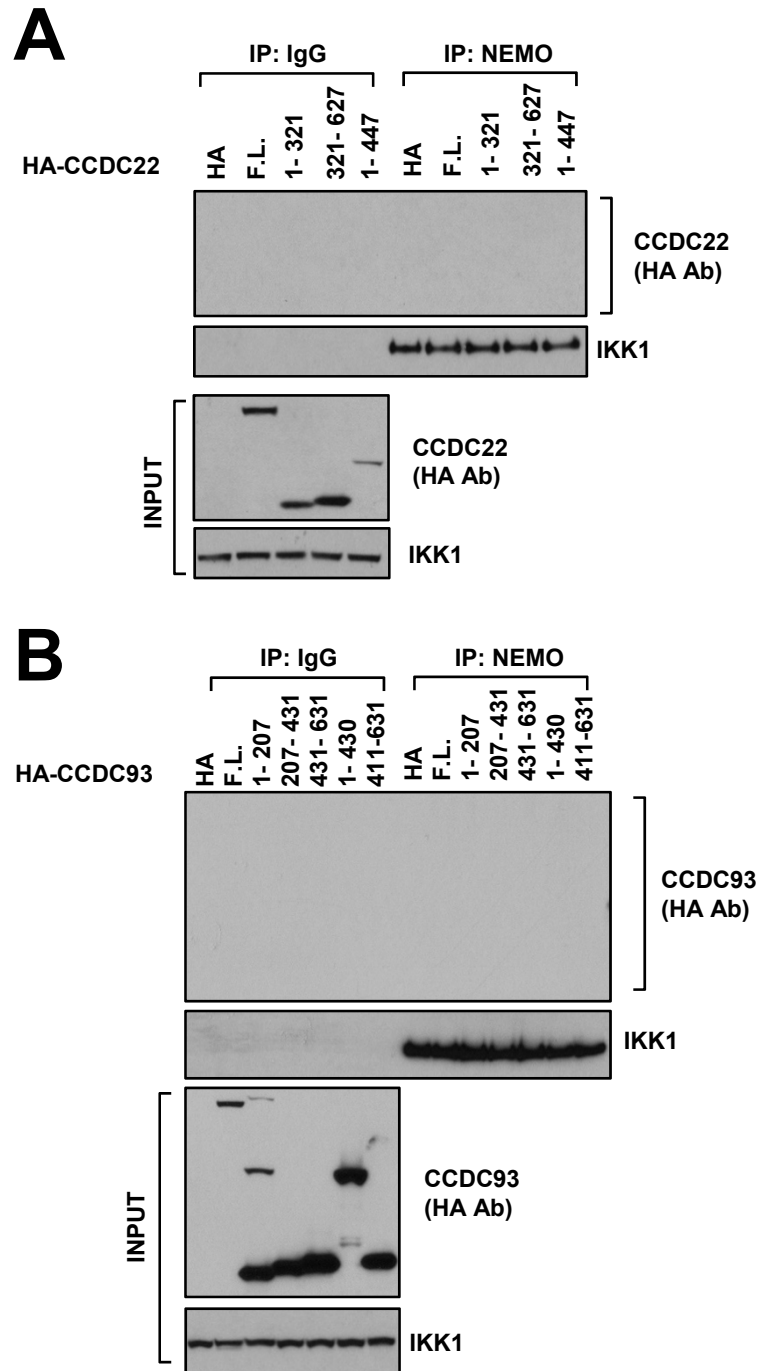 A
IP: IgG IP: NEMO
HA-CCDC22 HA F.L. 1- 321 321- 627 1- 447 HA F.L. 1- 321 321- 627 1- 447
CCDC22
(HA Ab)
IKK1
INPUT
CCDC22
(HA Ab)
IKK1
B
IP: IgG IP: NEMO
HA-CCDC93 HA F.L. 1- 207 207- 431 431- 631 1- 430 411-631 HA F.L. 1- 207 207- 431 431- 631 1- 430 411-631
CCDC93
(HA Ab)
IKK1
INPUT
CCDC93
(HA Ab)
IKK1